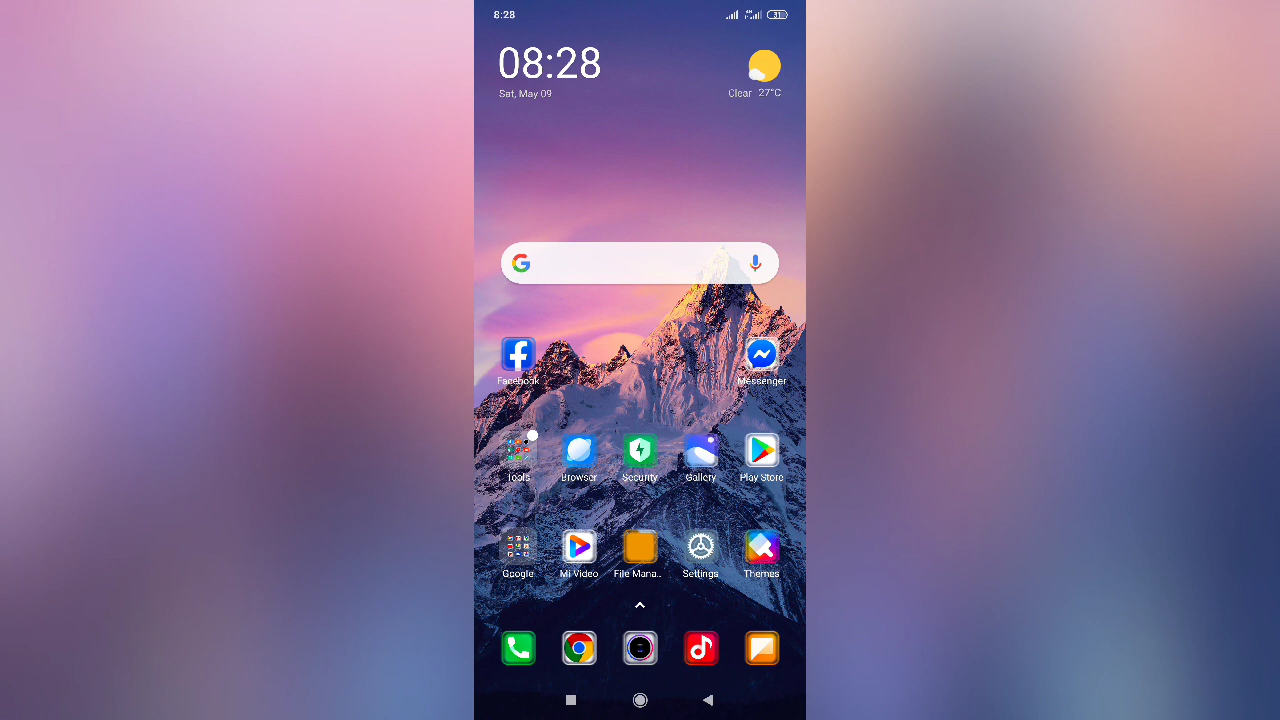 8:28
31
08:28
Sat, May 09
Clear 27°C
Facebook
Messenger
Tools
Browser
Security
Gallery
Play Store
Google
Mi Video
File Mana..
Settings
Themes